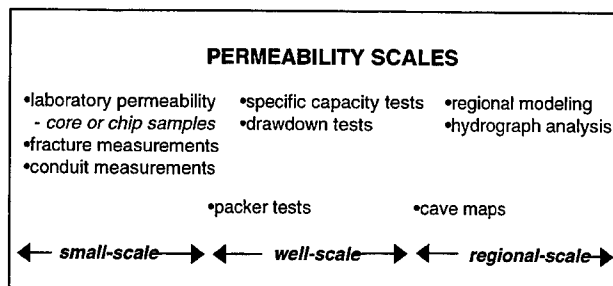 PERMEABILITY SCALES
•laboratory permeability
- core or chip samples
•fracture measurements
•conduit measurements
•specific capacity tests
•drawdown tests
•regional modeling
•hydrograph analysis
•packer tests
•cave maps
small-scale
well-scale
regional-scale